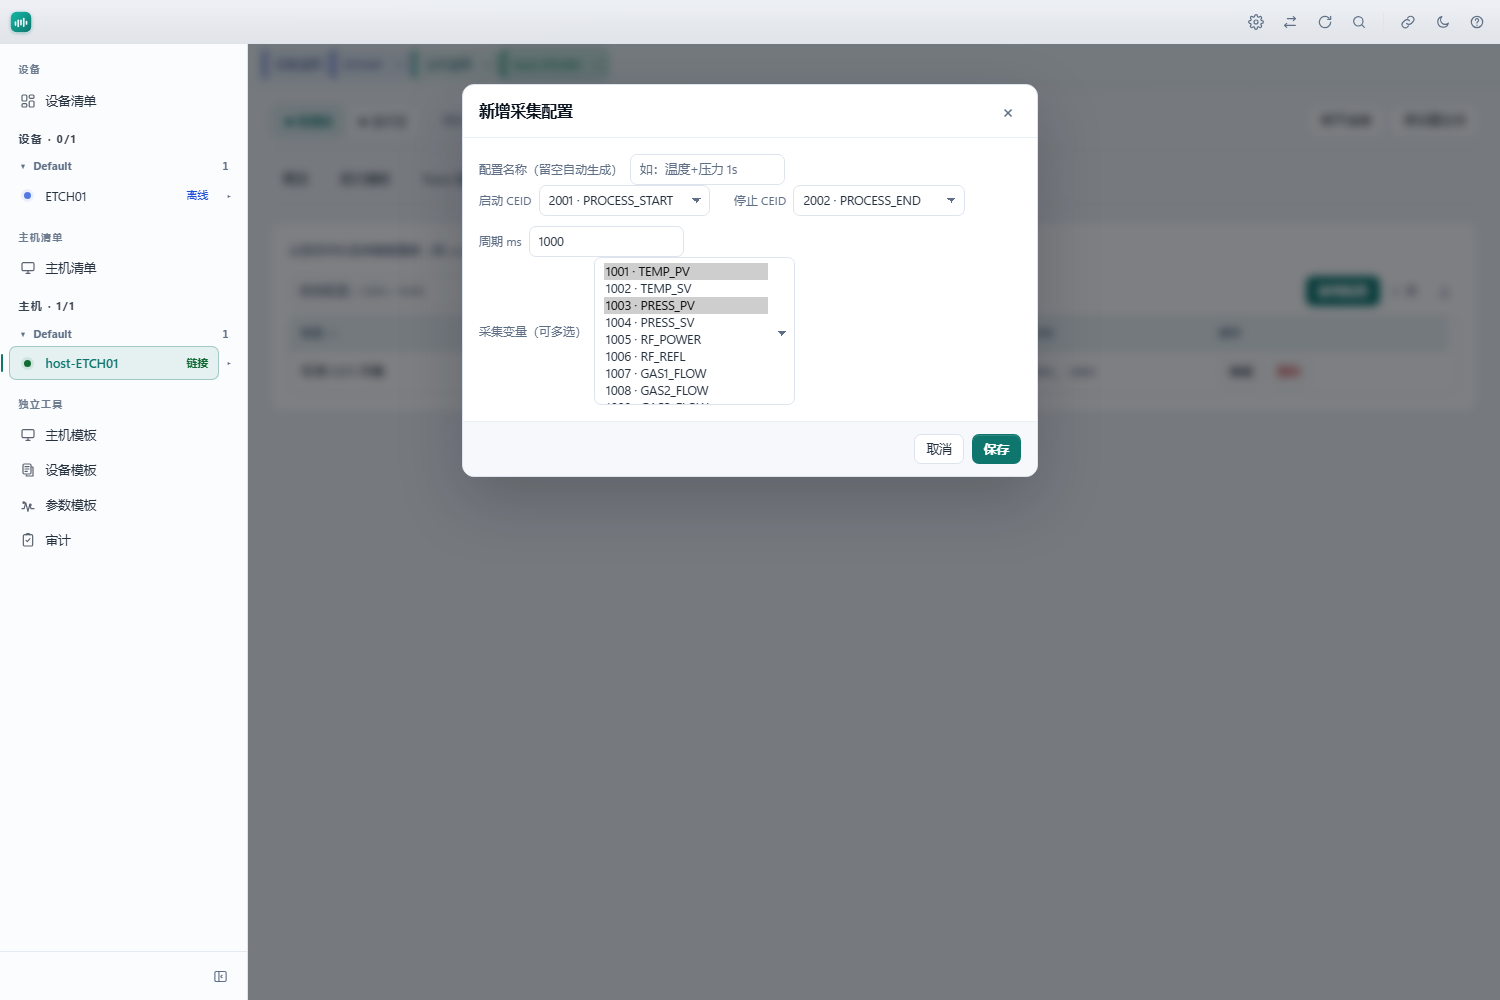 设备
设备清单
设备 · 0/1
Default 1
ETCH01 离线
主机清单
主机清单
主机 · 1/1
Default 1
host-ETCH01 链接
独立工具
主机模板
设备模板
参数模板
审计
新增采集配置
配置名称（留空自动生成） 如：温度+压力 1s
启动 CEID 2001 · PROCESS_START 停止 CEID 2002 · PROCESS_END
周期 ms 1000
采集变量（可多选）
1001 · TEMP_PV
1002 · TEMP_SV
1003 · PRESS_PV
1004 · PRESS_SV
1005 · RF_POWER
1006 · RF_REFL
1007 · GAS1_FLOW
1008 · GAS2_FLOW
取消 保存